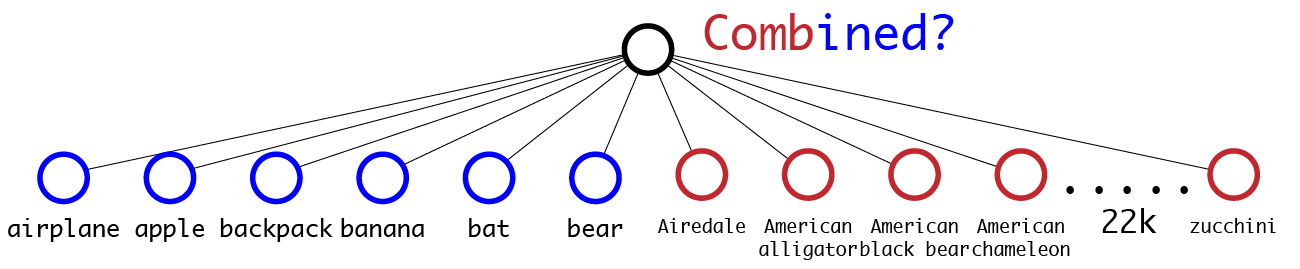 Combined?
airplane apple backpack banana bat bear Airedale American alligator American black bear American chameleon ..... 22k zucchini